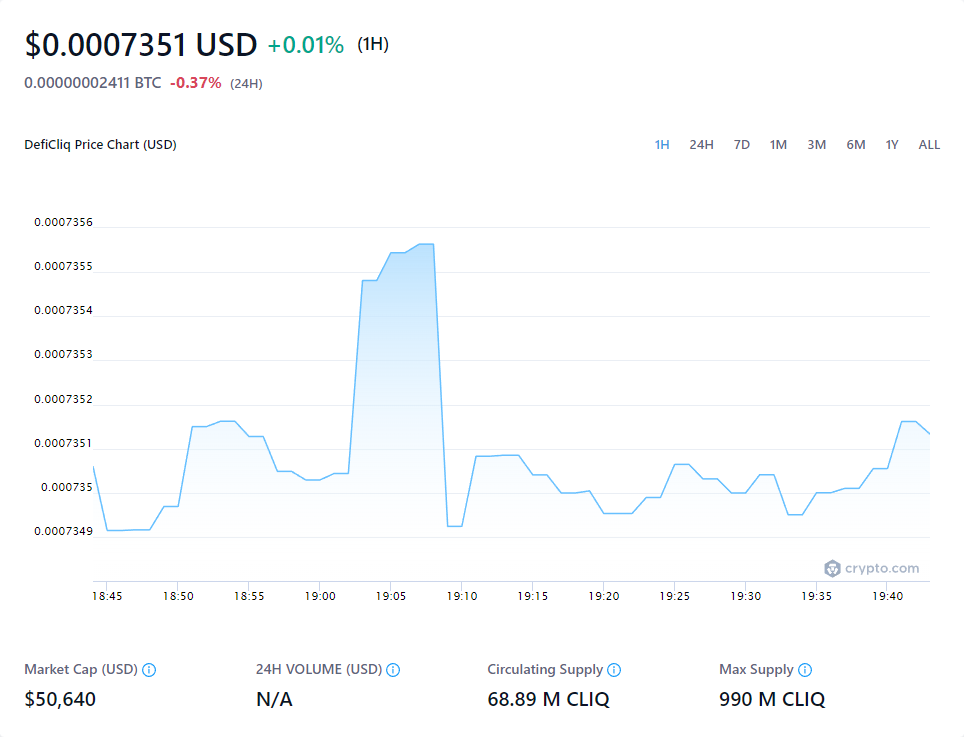 $0.0007351 USD +0.01% (1H)
0.00000002411 BTC -0.37% (24H)
DefiCliq Price Chart (USD) 1H 24H 7D 1M 3M 6M 1Y ALL
0.0007356
0.0007355
0.0007354
0.0007353
0.0007352
0.0007351
0.000735
0.0007349
crypto.com
18:45 18:50 18:55 19:00 19:05 19:10 19:15 19:20 19:25 19:30 19:35 19:40
Market Cap (USD) 24H VOLUME (USD) Circulating Supply Max Supply
$50,640 N/A 68.89 M CLIQ 990 M CLIQ